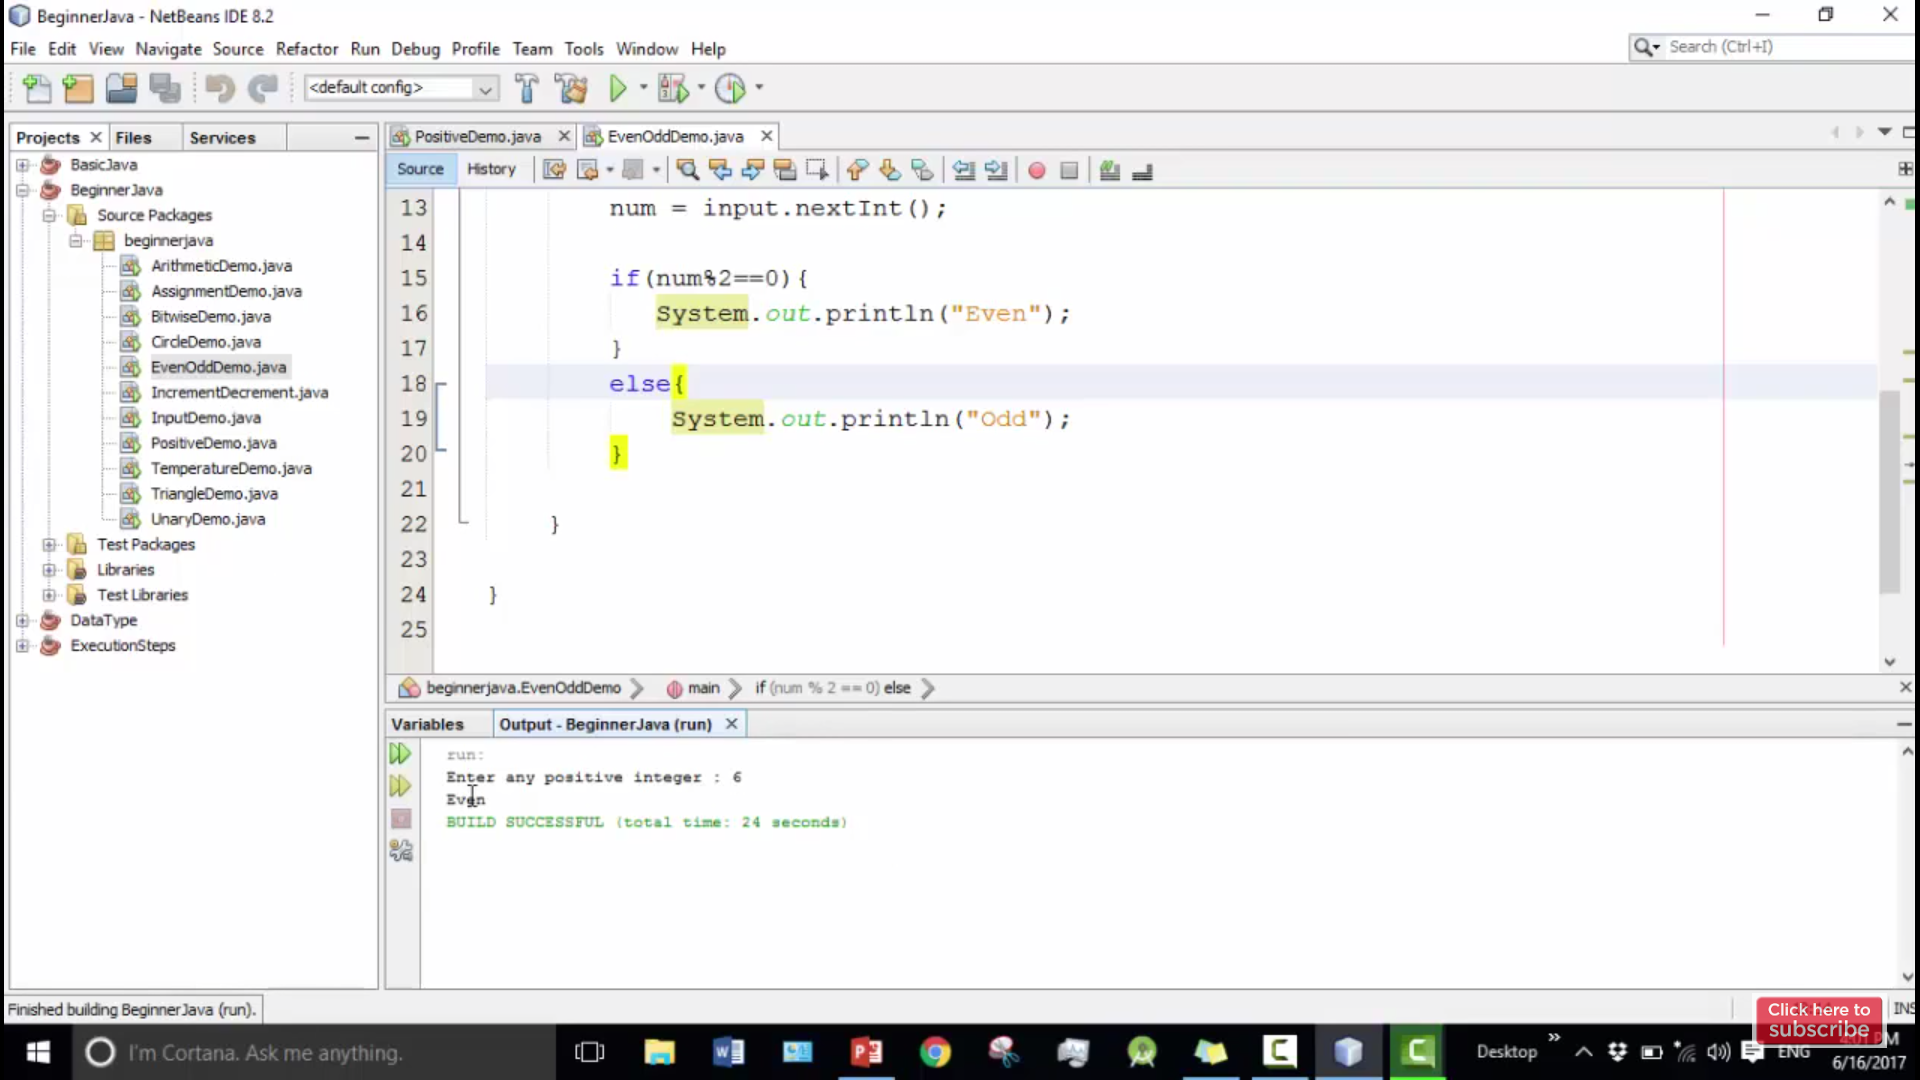 BeginnerJava - NetBeans IDE 8.2
File Edit View Navigate Source Refactor Run Debug Profile Team Tools Window Help
Search (Ctrl+I)
<default config>
Projects Files Services
BasicJava
BeginnerJava
Source Packages
beginnerjava
ArithmeticDemo.java
AssignmentDemo.java
BitwiseDemo.java
CircleDemo.java
EvenOddDemo.java
IncrementDecrement.java
InputDemo.java
PositiveDemo.java
TemperatureDemo.java
TriangleDemo.java
UnaryDemo.java
Test Packages
Libraries
Test Libraries
DataType
ExecutionSteps
PositiveDemo.java EvenOddDemo.java
Source History
13 num = input.nextInt();
14
15 if(num%2==0){
16 System.out.println("Even");
17 }
18 else{
19 System.out.println("Odd");
20 }
21
22 }
23
24 }
25
beginnerjava.EvenOddDemo main if (num % 2 == 0) else
Variables Output - BeginnerJava (run)
run:
Enter any positive integer : 6
Even
BUILD SUCCESSFUL (total time: 24 seconds)
Finished building BeginnerJava (run).
INS
Click here to
subscribe
I'm Cortana. Ask me anything.
Desktop
ENG
4:01 PM
6/16/2017